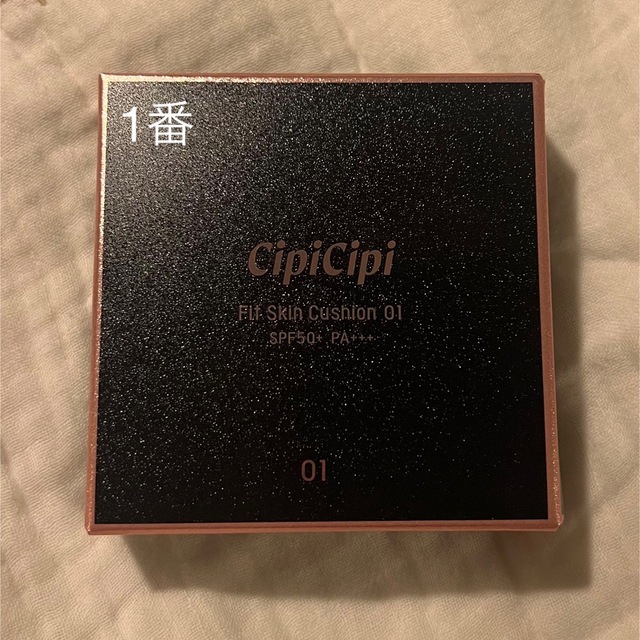 1番
CipiCipi
Fit Skin Cushion 01
SPF50+ PA+++
01